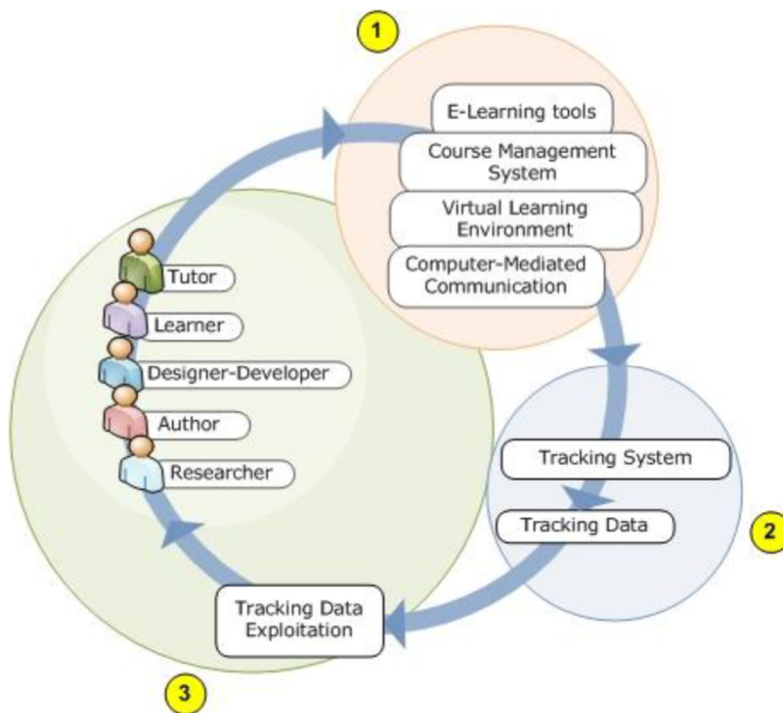 1
E-Learning tools
Course Management
System
Virtual Learning
Environment
Computer-Mediated
Communication
Tutor
Learner
Designer-Developer
Author
Researcher
Tracking System
Tracking Data
2
Tracking Data
Exploitation
3